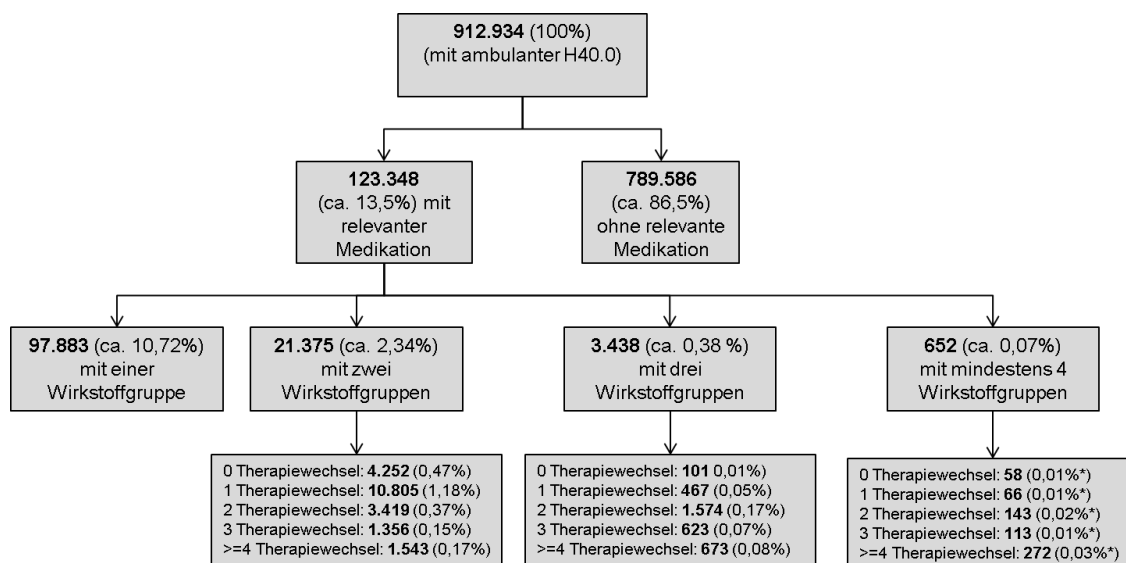 912.934 (100%)
(mit ambulanter H40.0)
123.348
(ca. 13,5%) mit
relevanter
Medikation
789.586
(ca. 86,5%)
ohne relevante
Medikation
97.883 (ca. 10,72%)
mit einer
Wirkstoffgruppe
21.375 (ca. 2,34%)
mit zwei
Wirkstoffgruppen
3.438 (ca. 0,38 %)
mit drei
Wirkstoffgruppen
652 (ca. 0,07%)
mit mindestens 4
Wirkstoffgruppen
0 Therapiewechsel: 4.252 (0,47%)
1 Therapiewechsel: 10.805 (1,18%)
2 Therapiewechsel: 3.419 (0,37%)
3 Therapiewechsel: 1.356 (0,15%)
>=4 Therapiewechsel: 1.543 (0,17%)
0 Therapiewechsel: 101 0,01%)
1 Therapiewechsel: 467 (0,05%)
2 Therapiewechsel: 1.574 (0,17%)
3 Therapiewechsel: 623 (0,07%)
>=4 Therapiewechsel: 673 (0,08%)
0 Therapiewechsel: 58 (0,01%*)
1 Therapiewechsel: 66 (0,01%*)
2 Therapiewechsel: 143 (0,02%*)
3 Therapiewechsel: 113 (0,01%*)
>=4 Therapiewechsel: 272 (0,03%*)